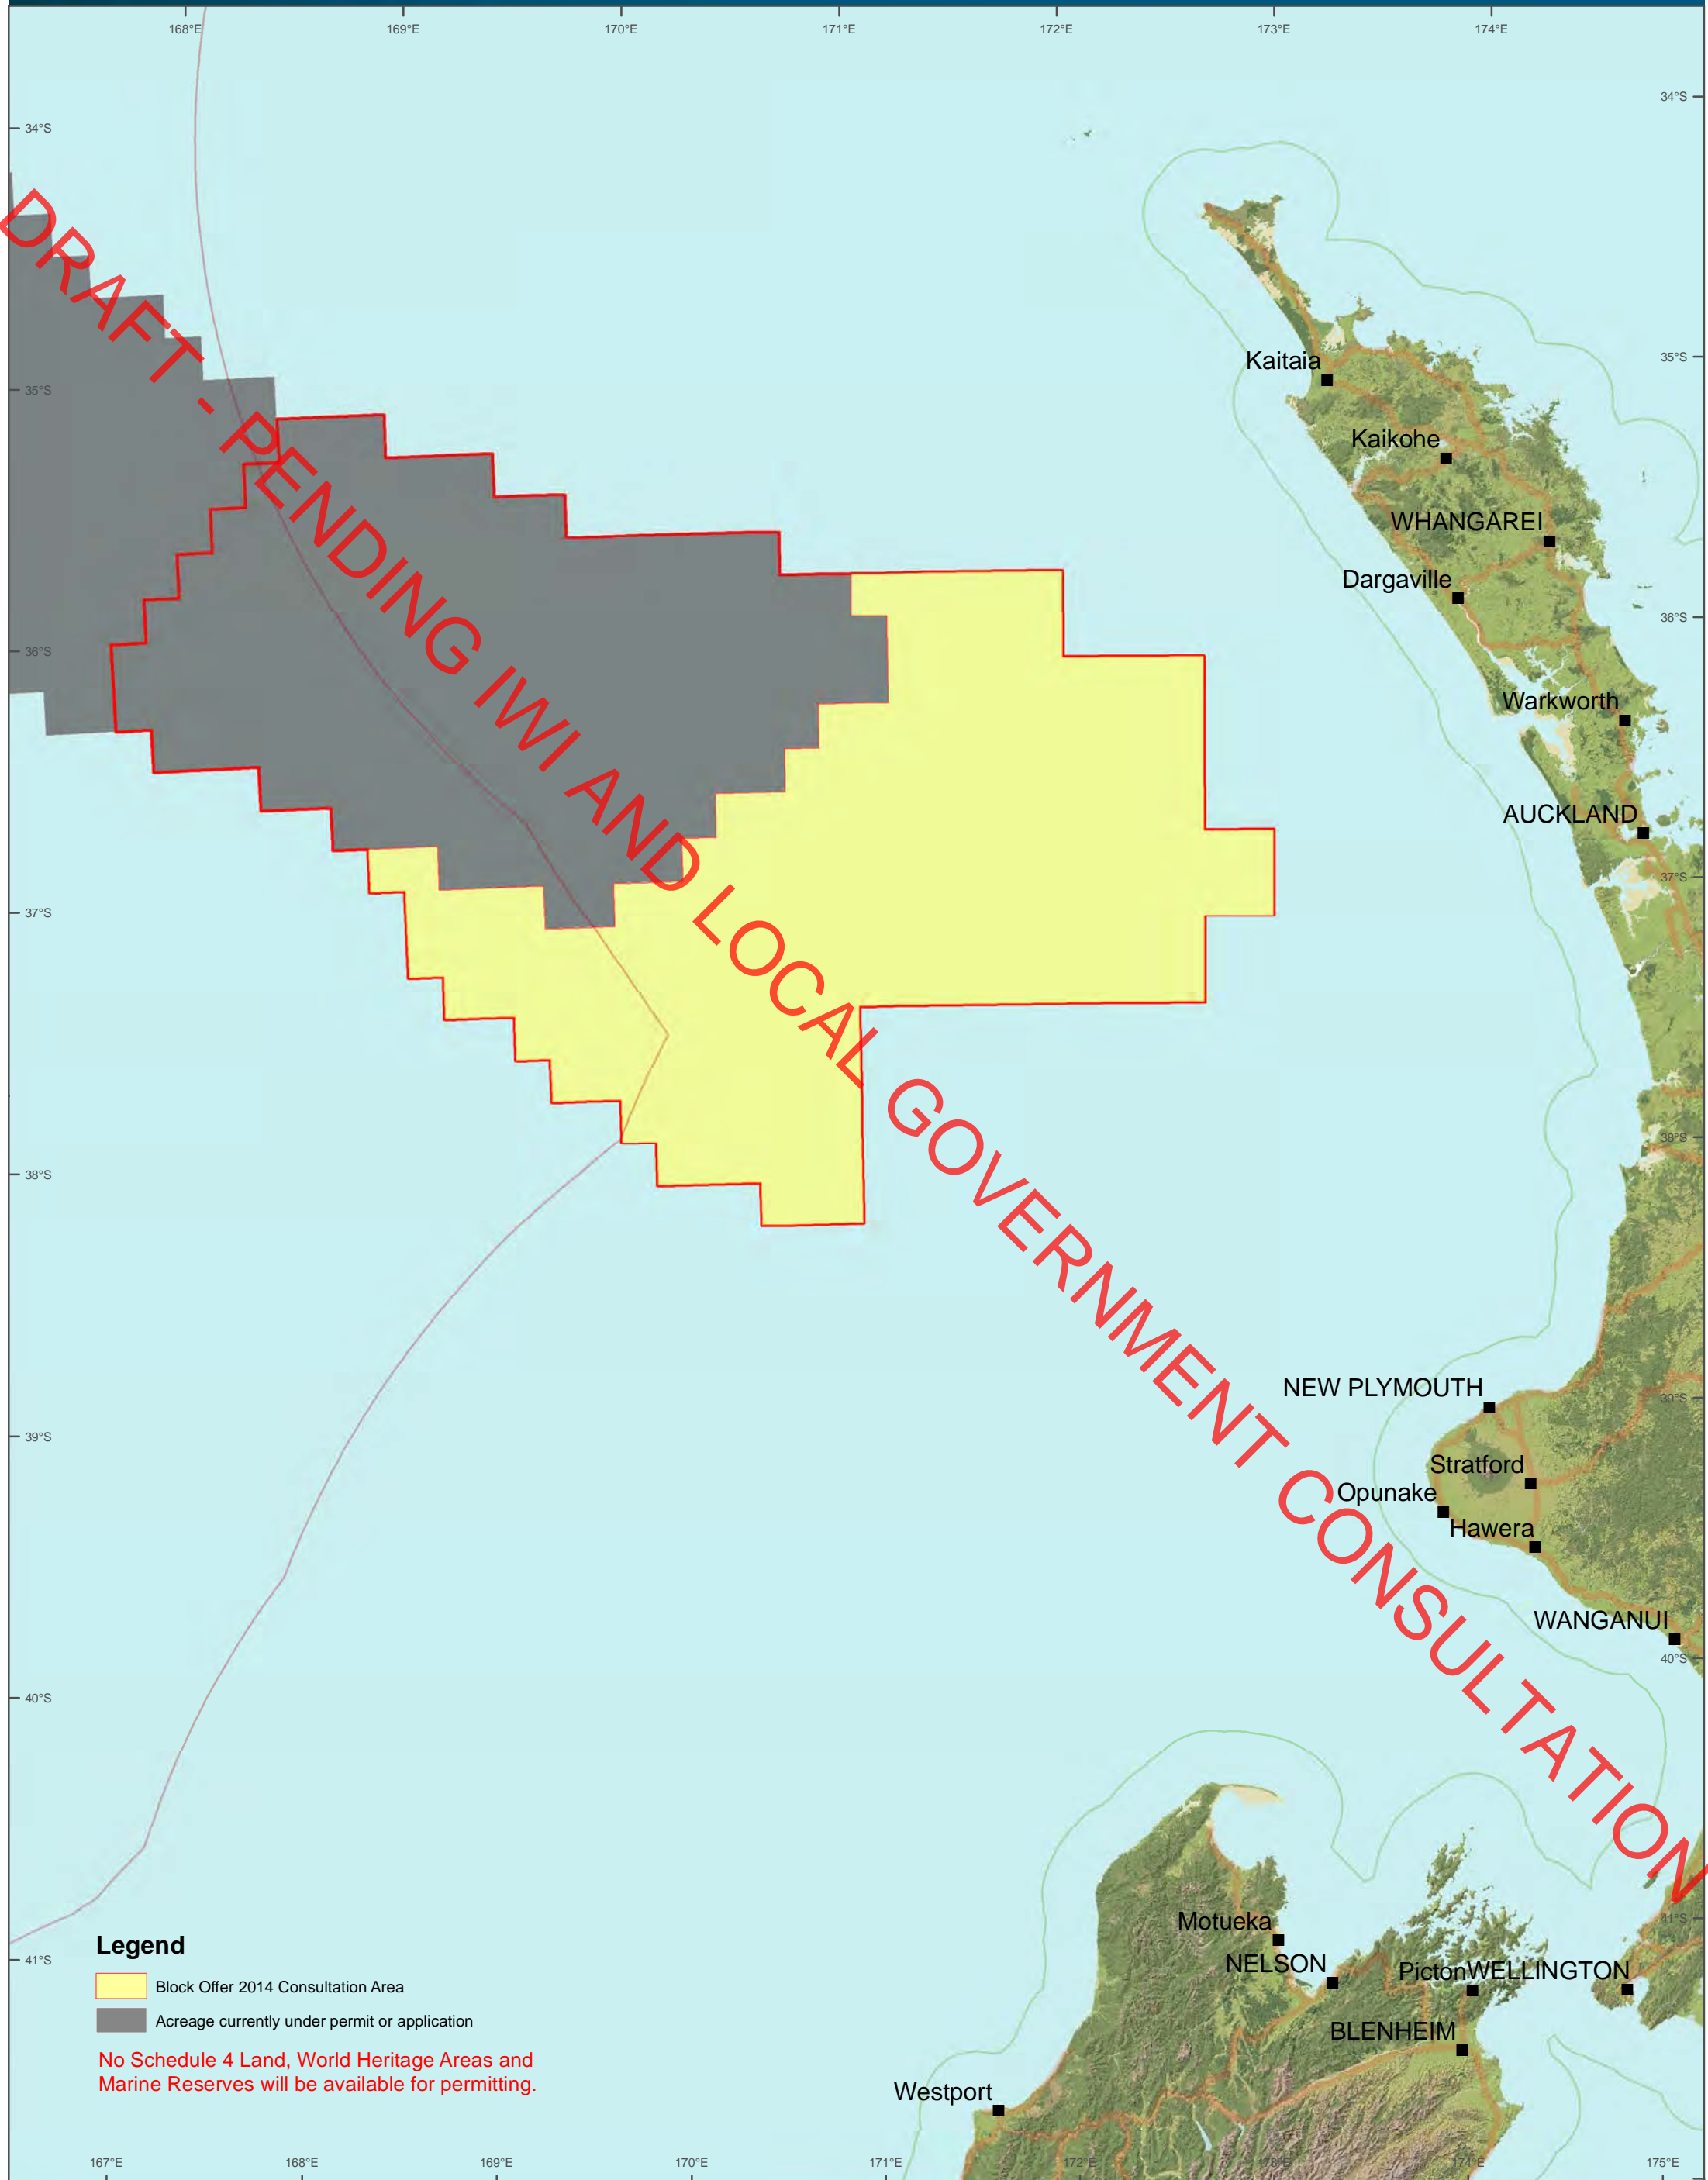 168°E
169°E
170°E
171°E
172°E
173°E
174°E
34°S
34°S
DRAFT - PENDING IWI AND LOCAL GOVERNMENT CONSULTATION
35°S
35°S
Kaitaia
Kaikohe
WHANGAREI
Dargaville
36°S
36°S
Warkworth
AUCKLAND
37°S
37°S
38°S
38°S
NEW PLYMOUTH
39°S
39°S
Stratford
Opunake
Hawera
WANGANUI
40°S
40°S
Motueka
41°S
NELSON
Picton
WELLINGTON
BLENHEIM
Westport
41°S
Legend
Block Offer 2014 Consultation Area
Acreage currently under permit or application
No Schedule 4 Land, World Heritage Areas and
Marine Reserves will be available for permitting.
167°E
168°E
169°E
170°E
171°E
172°E
173°E
174°E
175°E